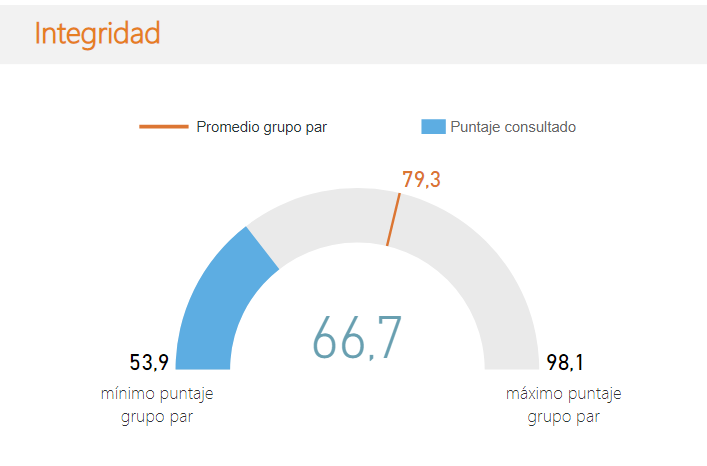 Integridad
Promedio grupo par
Puntaje consultado
79,3
66,7
53,9
mínimo puntaje
grupo par
98,1
máximo puntaje
grupo par